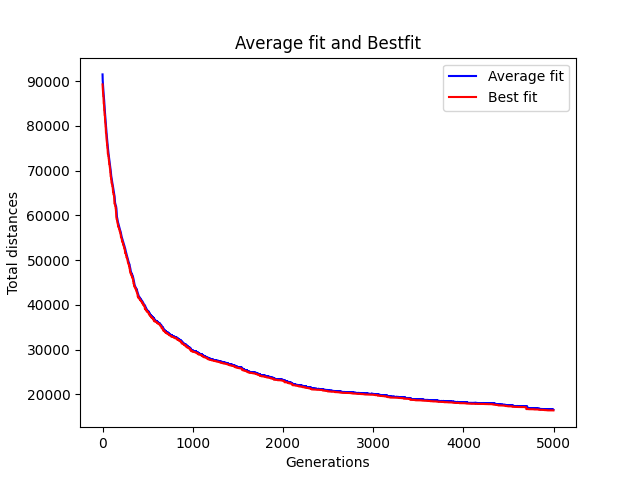 Average fit and Bestfit
Average fit
Best fit
Total distances
90000
80000
70000
60000
50000
40000
30000
20000
0
1000
2000
3000
4000
5000
Generations